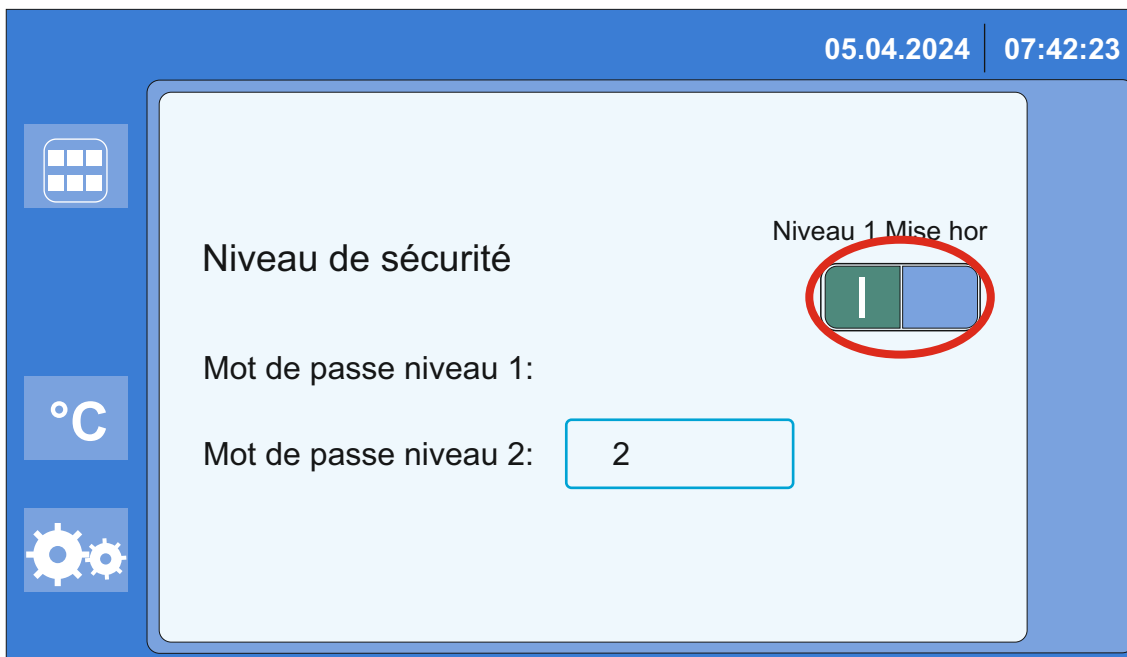 05.04.2024 07:42:23
Niveau 1 Mise hor
Niveau de sécurité
I
Mot de passe niveau 1:
°C
Mot de passe niveau 2: 2